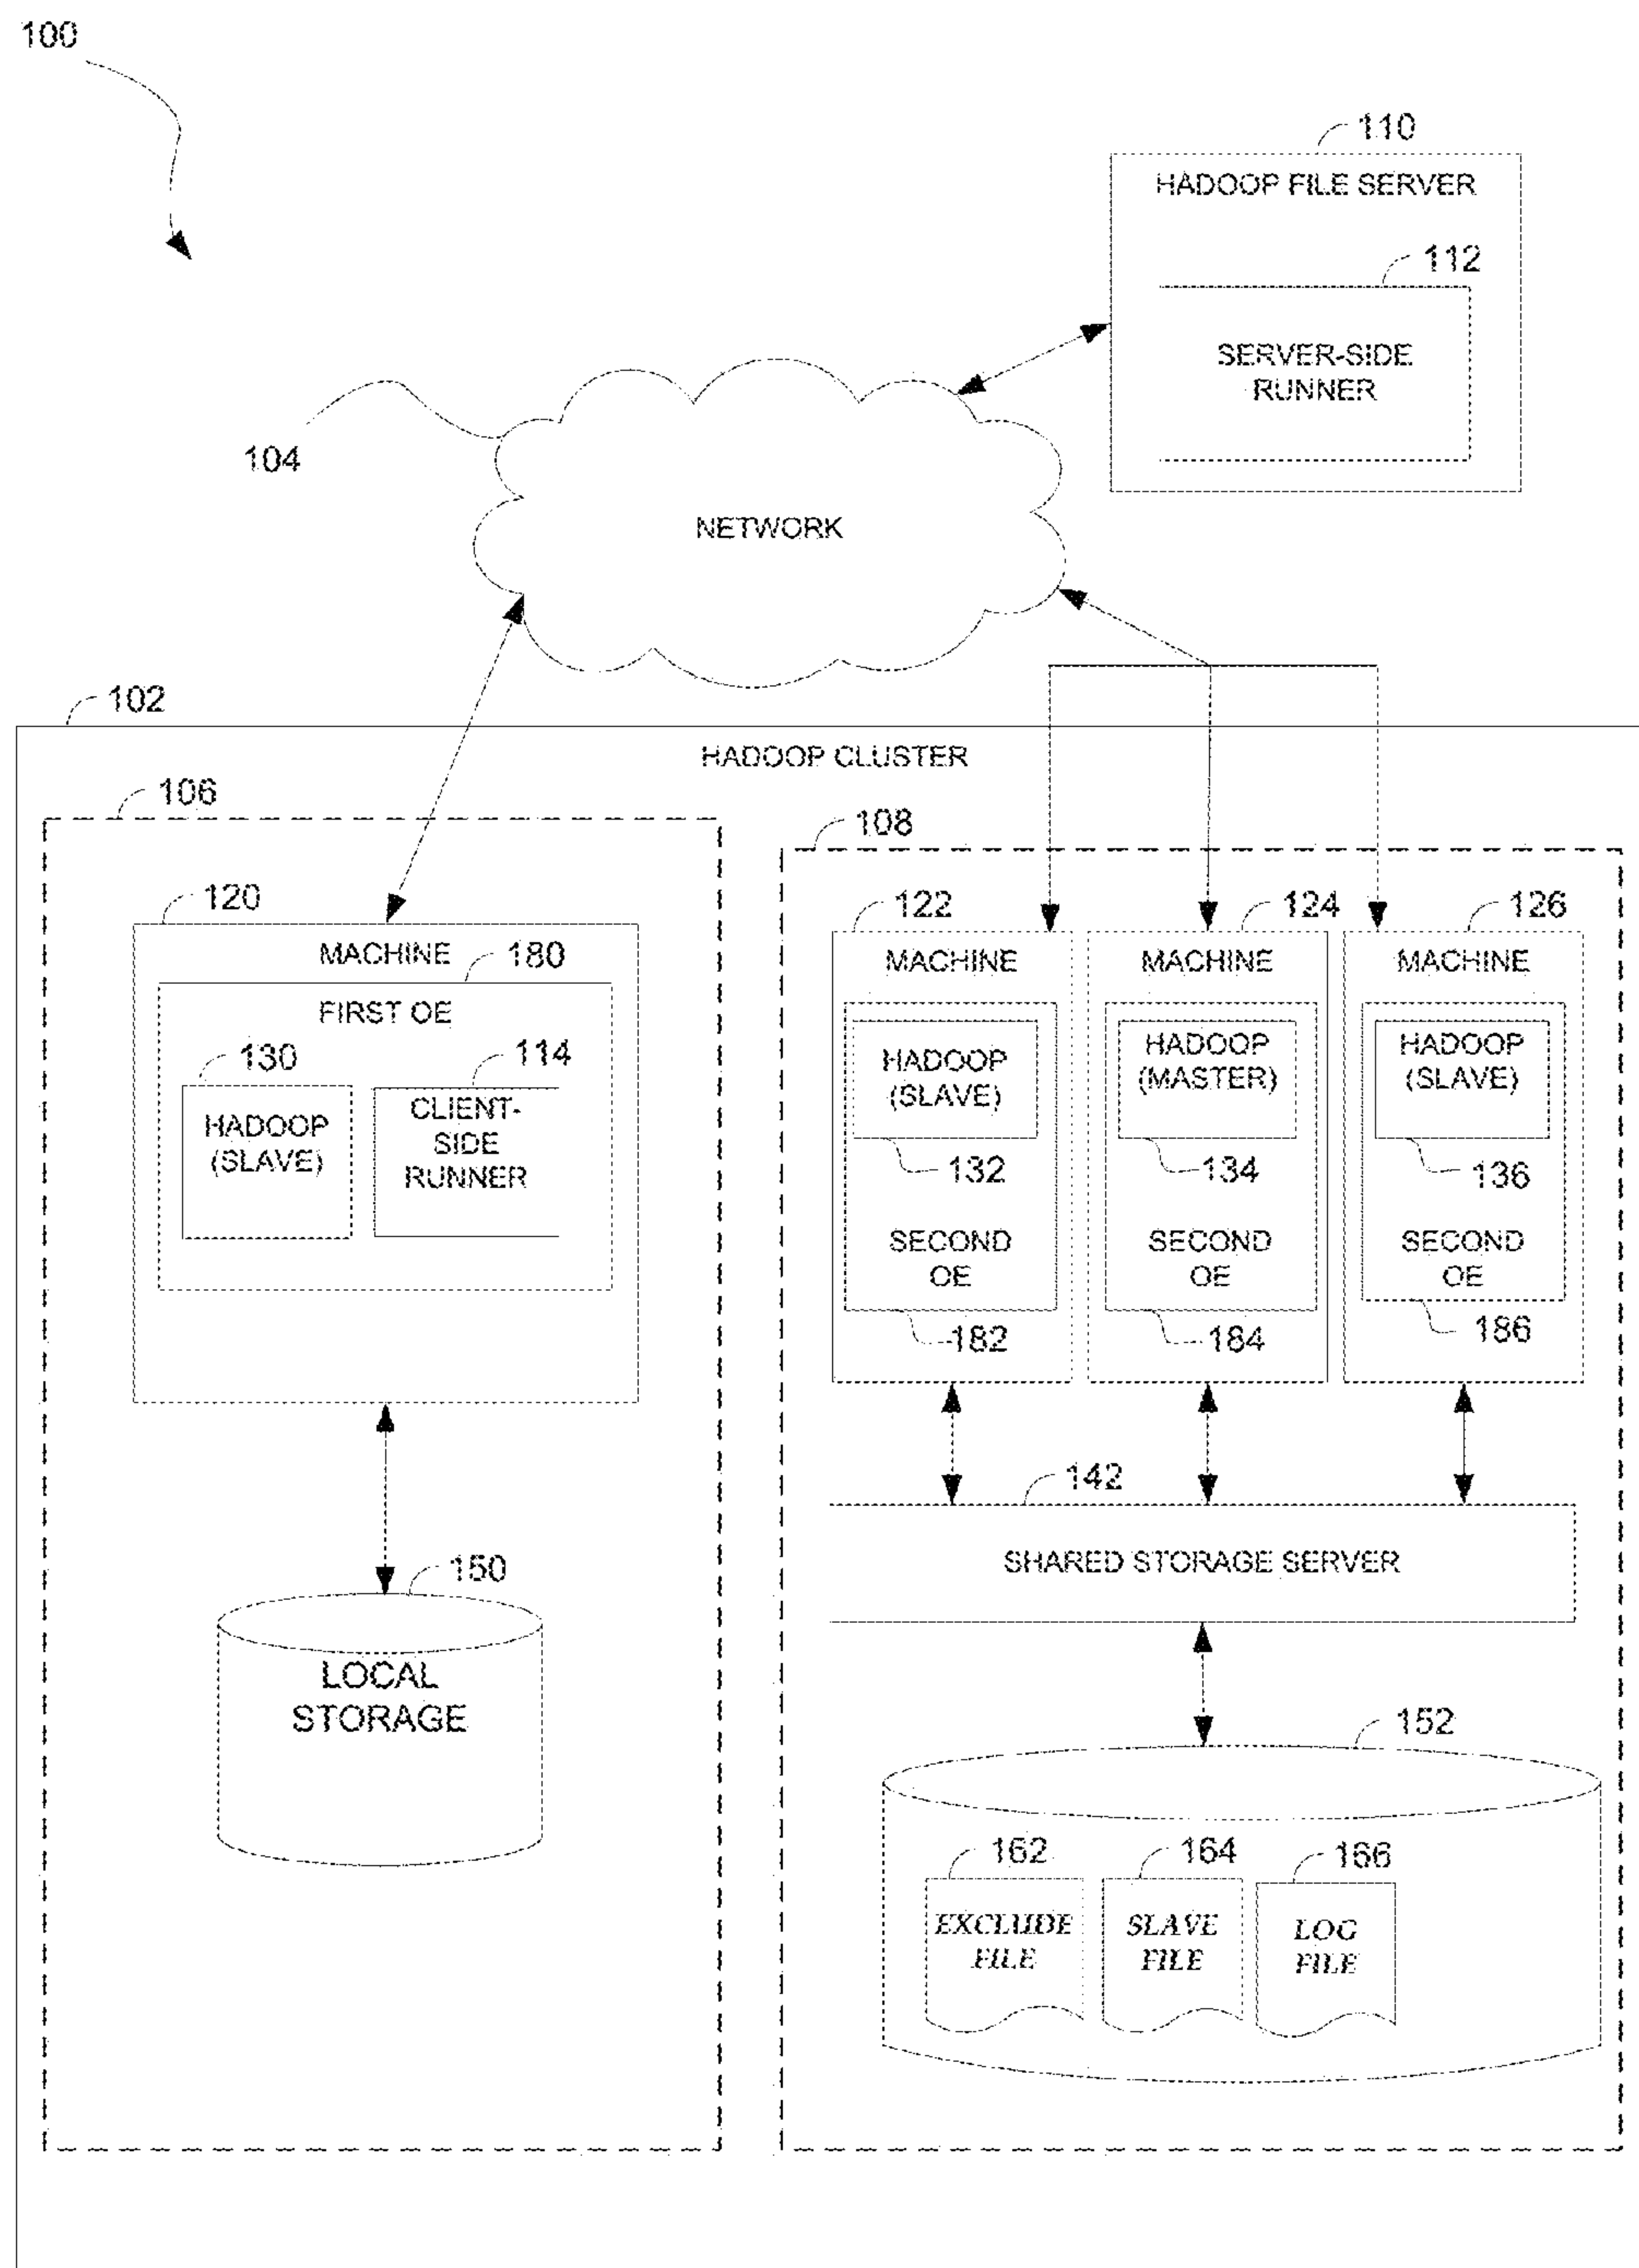 100
110
HADOOP FILE SERVER
112
SERVER-SIDE
RUNNER
104
NETWORK
102
HADOOP CLUSTER
106
108
120
MACHINE
180
FIRST OE
130
HADOOP
(SLAVE)
114
CLIENT-
SIDE
RUNNER
150
LOCAL
STORAGE
122
MACHINE
HADOOP
(SLAVE)
132
SECOND
OE
182
124
MACHINE
HADOOP
(MASTER)
134
SECOND
OE
184
126
MACHINE
HADOOP
(SLAVE)
136
SECOND
OE
186
142
SHARED STORAGE SERVER
152
162
EXCLUDE
FILE
164
SLAVE
FILE
166
LOG
FILE